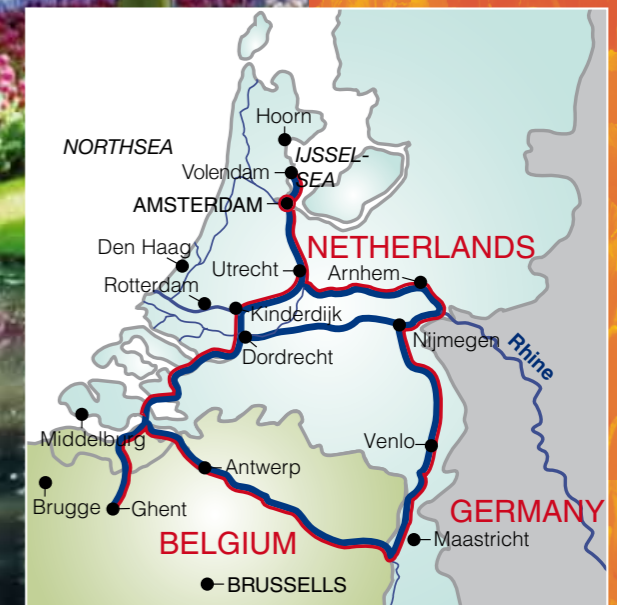 Hoorn
NORTHSEA
IJSSEL-
SEA
Volendam
AMSTERDAM
Den Haag
NETHERLANDS
Utrecht
Arnhem
Rotterdam
Kinderdijk
Dordrecht
Nijmegen
Rhine
Middelburg
Venlo
Antwerp
Brugge
Ghent
GERMANY
BELGIUM
Maastricht
BRUSSELLS